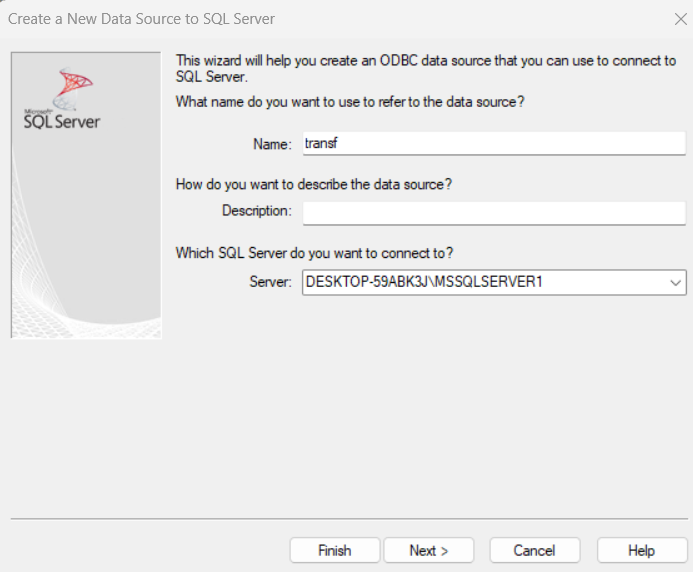 Create a New Data Source to SQL Server
Microsoft
SQL Server
This wizard will help you create an ODBC data source that you can use to connect to
SQL Server.
What name do you want to use to refer to the data source?
Name: transf
How do you want to describe the data source?
Description:
Which SQL Server do you want to connect to?
Server: DESKTOP-59ABK3J\MSSQLSERVER1
Finish Next > Cancel Help